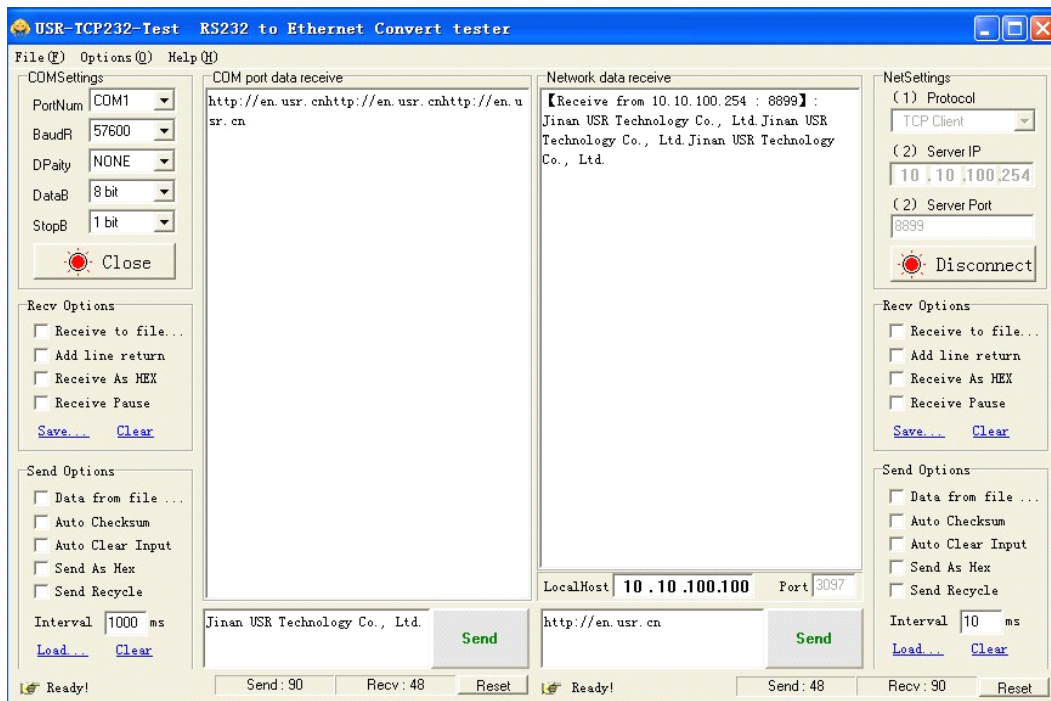 USR-TCP232-Test RS232 to Ethernet Convert tester
File(F) Options(O) Help(H)
COMSettings
PortNum COM1
BaudR 57600
DPaity NONE
DataB 8 bit
StopB 1 bit
Close
Recv Options
Receive to file...
Add line return
Receive As HEX
Receive Pause
Save... Clear
Send Options
Data from file ...
Auto Checksum
Auto Clear Input
Send As Hex
Send Recycle
Interval 1000 ms
Load... Clear
Ready!
COM port data receive
http://en.usr.cnhttp://en.usr.cnhttp://en.u
sr.cn
Jinan USR Technology Co., Ltd.
Send
Send : 90 Recv : 48 Reset
Network data receive
【Receive from 10.10.100.254 : 8899】:
Jinan USR Technology Co., Ltd.Jinan USR
Technology Co., Ltd.Jinan USR Technology
Co., Ltd.
LocalHost 10 .10 .100.100 Port 3097
http://en.usr.cn
Send
Ready! Send : 48 Recv : 90 Reset
NetSettings
(1) Protocol
TCP Client
(2) Server IP
10 .10 .100.254
(2) Server Port
8899
Disconnect
Recv Options
Receive to file...
Add line return
Receive As HEX
Receive Pause
Save... Clear
Send Options
Data from file ...
Auto Checksum
Auto Clear Input
Send As Hex
Send Recycle
Interval 10 ms
Load... Clear